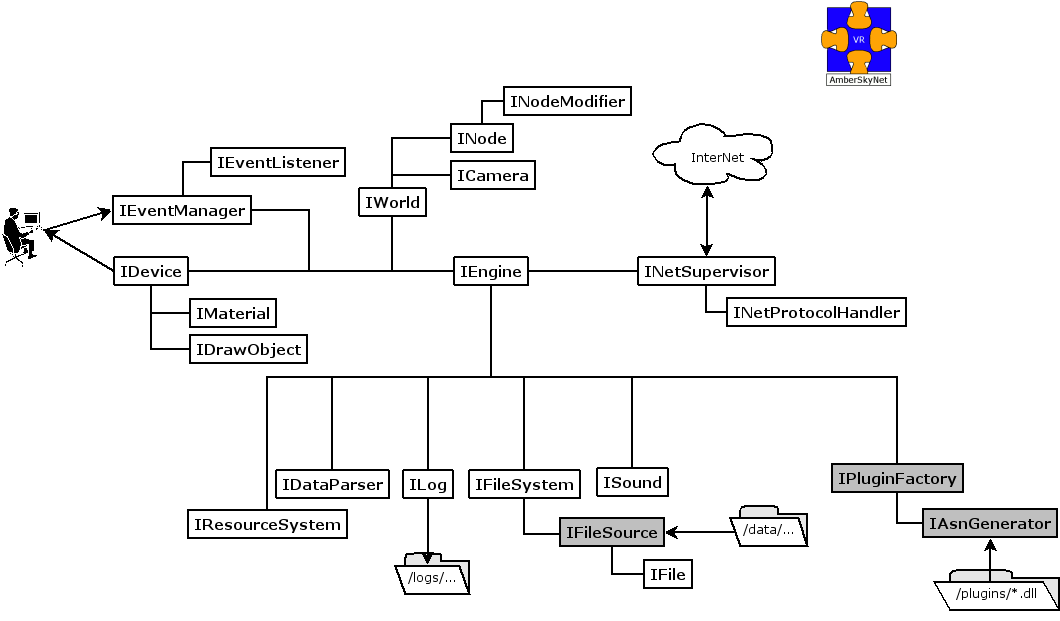 VR
AmberSkyNet
INodeModifier
INode
InterNet
IEventListener
ICamera
IEventManager
IWorld
IDevice
IEngine
INetSupervisor
IMaterial
INetProtocolHandler
IDrawObject
IDataParser
ILog
IFileSystem
ISound
IPluginFactory
IResourceSystem
IFileSource
/data/...
IAsnGenerator
/logs/...
IFile
/plugins/*.dll